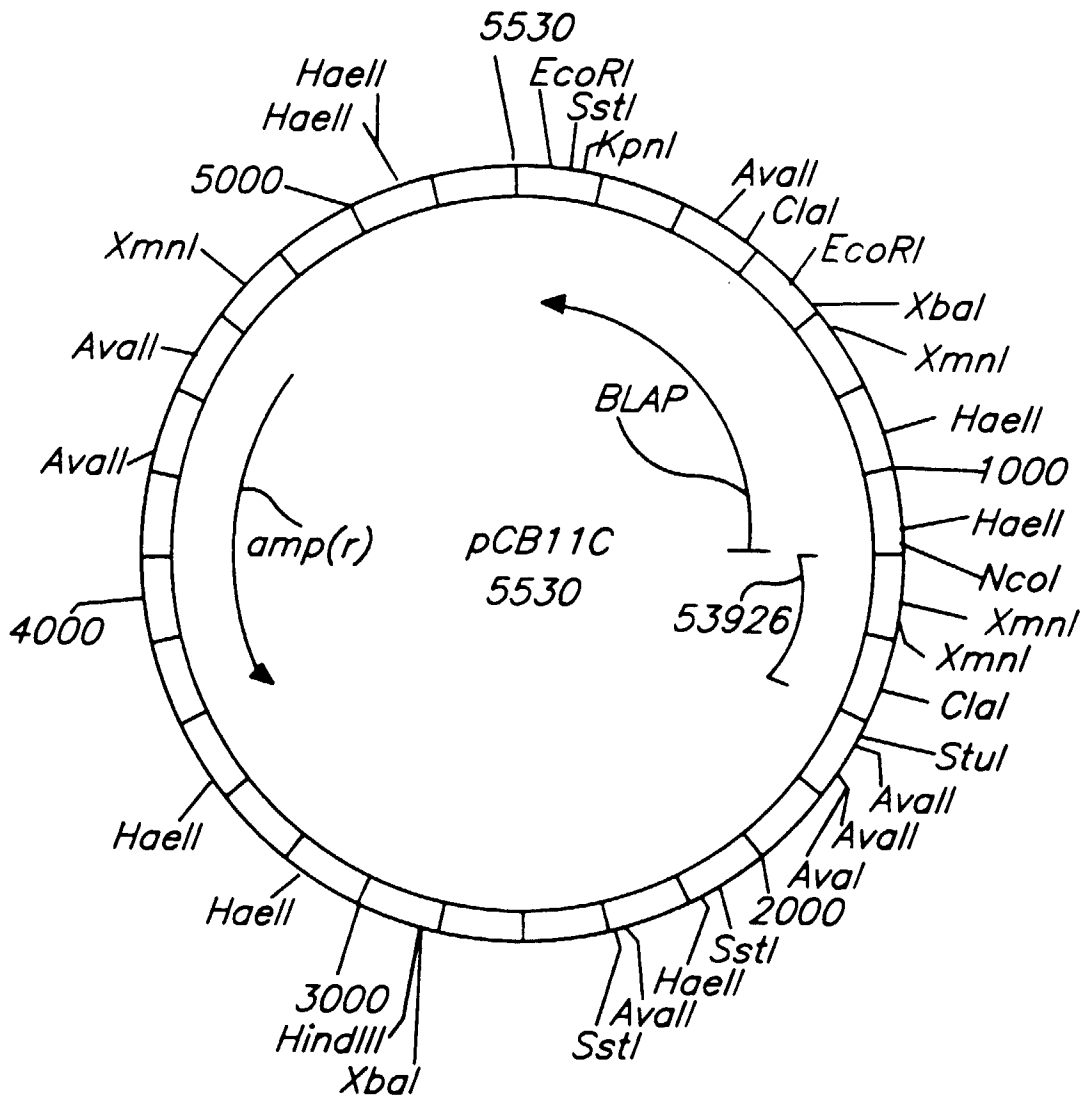 5530
EcoRI
SstI
KpnI
AvaII
ClaI
EcoRI
XbaI
XmnI
HaeII
1000
HaeII
NcoI
XmnI
XmnI
ClaI
StuI
AvaII
AvaII
AvaI
2000
SstI
HaeII
AvaII
SstI
XbaI
HindIII
3000
HaeII
HaeII
4000
AvaII
AvaII
XmnI
5000
HaeII
HaeII
BLAP
amp(r)
pCB11C
5530
53926